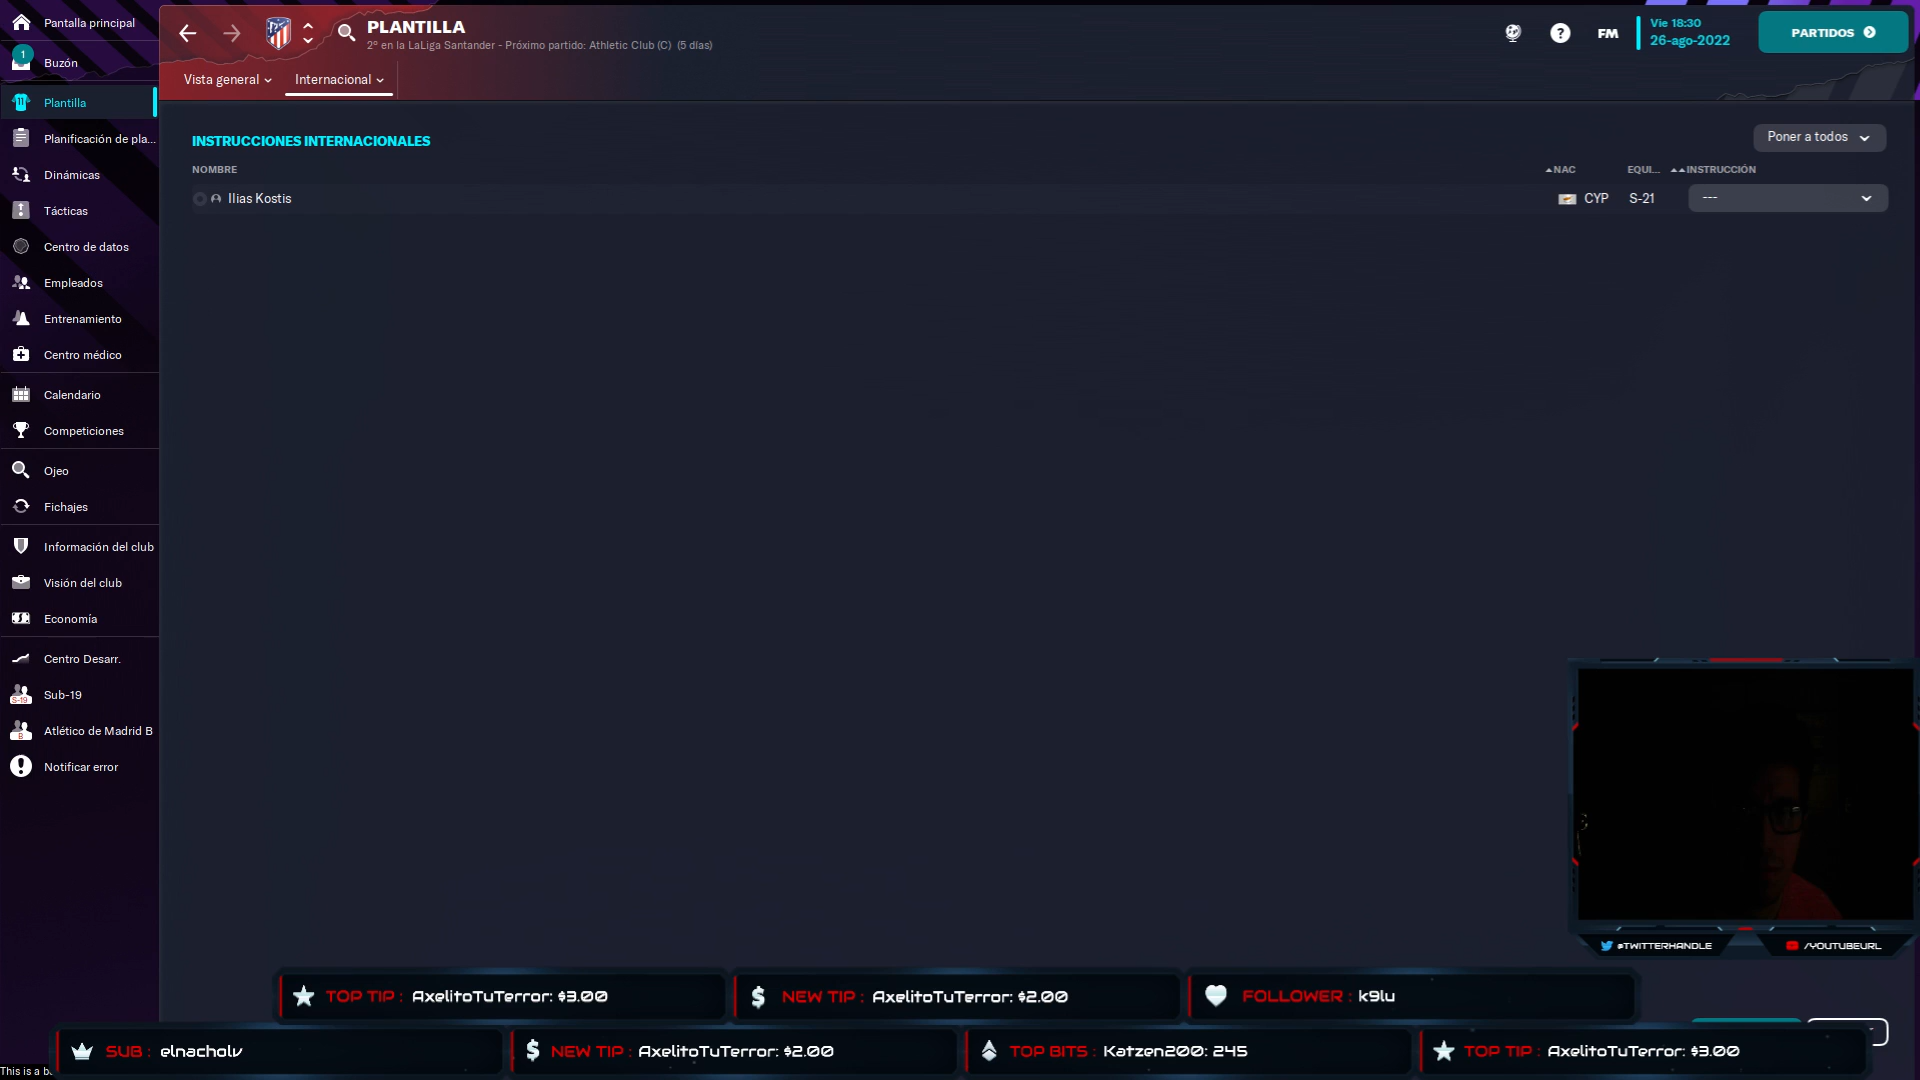 Pantalla principal
1
Buzón
Plantilla
Planificación de pla...
Dinámicas
Tácticas
Centro de datos
Empleados
Entrenamiento
Centro médico
Calendario
Competiciones
Ojeo
Fichajes
Información del club
Visión del club
Economía
Centro Desarr.
S-19
Sub-19
B
Atlético de Madrid B
Notificar error
PLANTILLA
2º en la LaLiga Santander - Próximo partido: Athletic Club (C) (5 días)
?
FM
Vie 18:30
26-ago-2022
PARTIDOS
Vista general
Internacional
INSTRUCCIONES INTERNACIONALES
Poner a todos
NOMBRE
NAC
EQUI...
INSTRUCCIÓN
Ilias Kostis
CYP
S-21
---
@TWITTERHANDLE
/YOUTUBEURL
TOP TIP : AxelitoTuTerror: $3.00
NEW TIP : AxelitoTuTerror: $2.00
FOLLOWER : k9lu
SUB : elnacholv
NEW TIP : AxelitoTuTerror: $2.00
TOP BITS : Katzen200: 245
TOP TIP : AxelitoTuTerror: $3.00
This is a